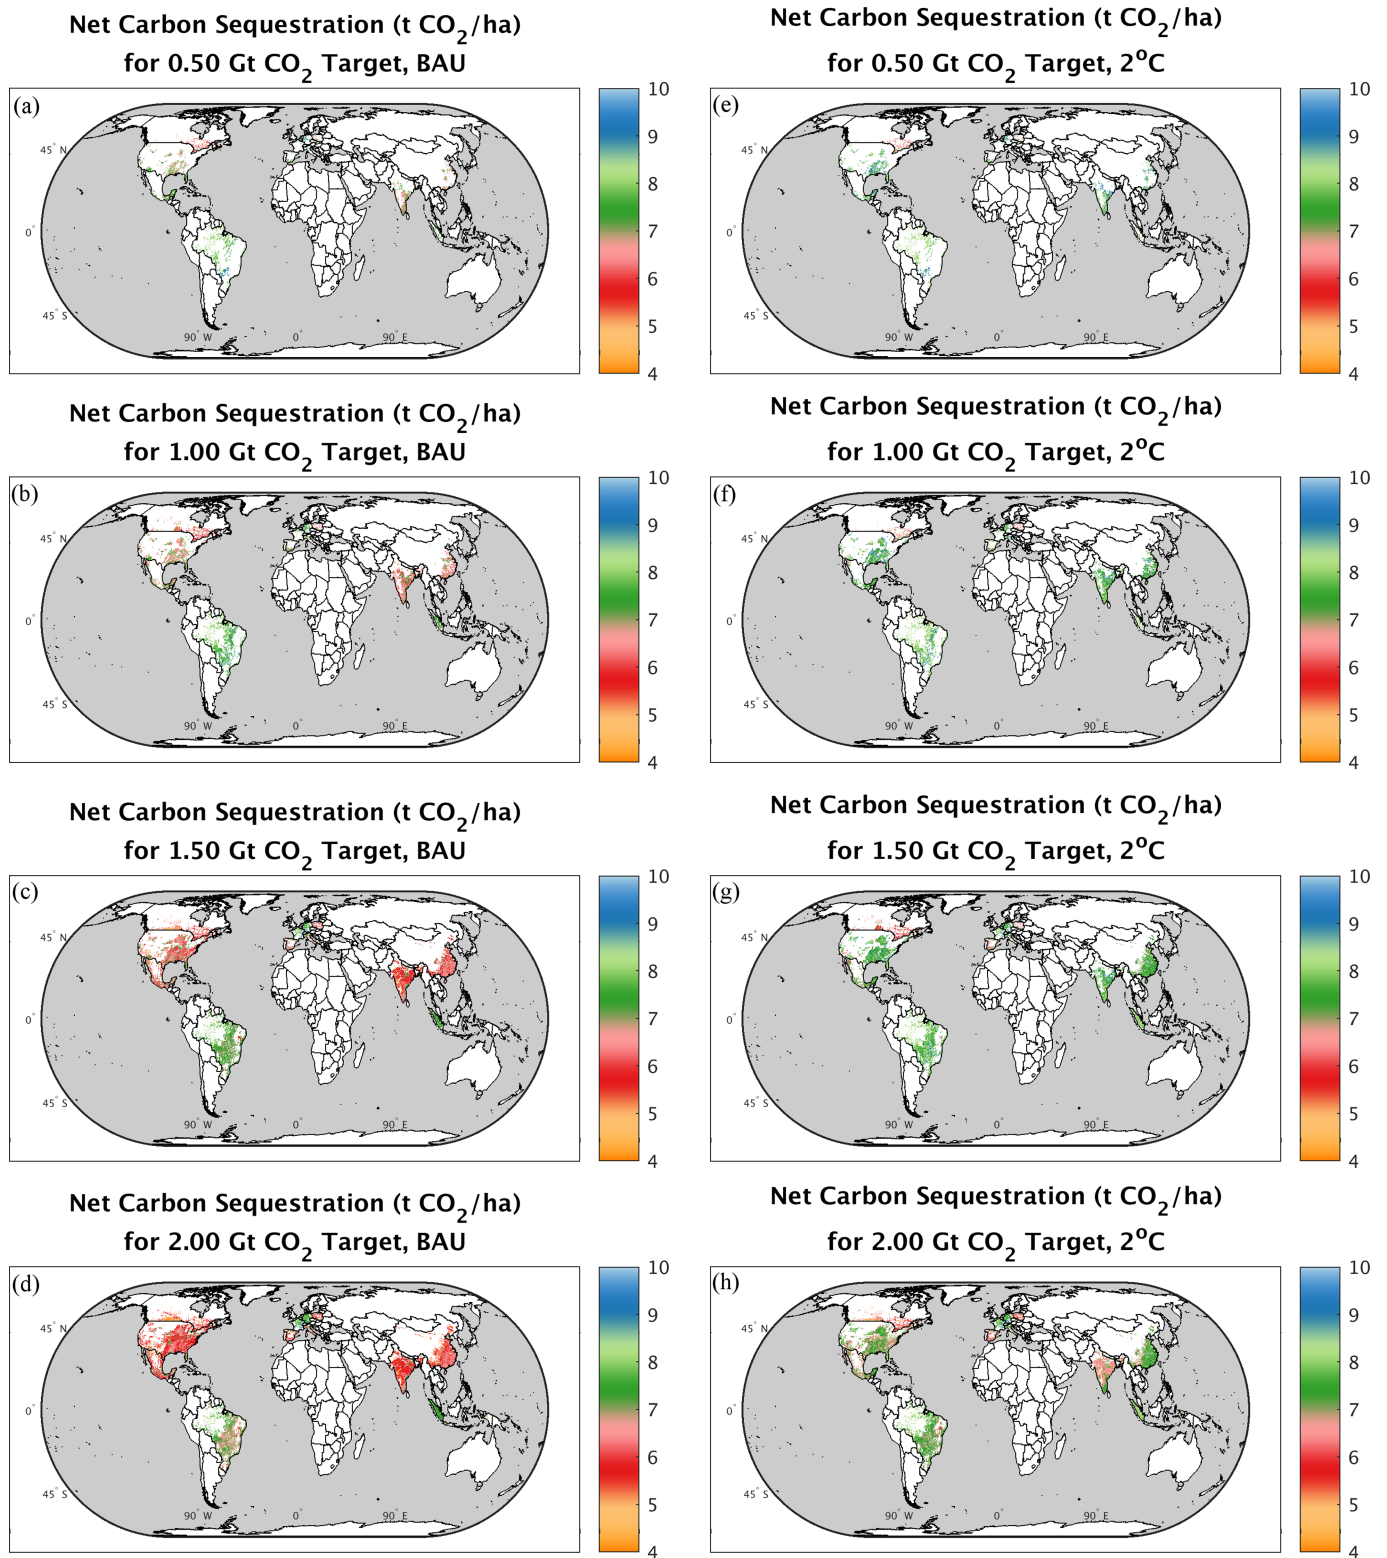 Net Carbon Sequestration (t CO2/ha)
for 0.50 Gt CO2 Target, BAU
(a)
45° N
0°
45° S
90° W
0°
90° E
10
9
8
7
6
5
4
Net Carbon Sequestration (t CO2/ha)
for 0.50 Gt CO2 Target, 2°C
(e)
45° N
0°
45° S
90° W
0°
90° E
10
9
8
7
6
5
4
Net Carbon Sequestration (t CO2/ha)
for 1.00 Gt CO2 Target, BAU
(b)
45° N
0°
45° S
90° W
0°
90° E
10
9
8
7
6
5
4
Net Carbon Sequestration (t CO2/ha)
for 1.00 Gt CO2 Target, 2°C
(f)
45° N
0°
45° S
90° W
0°
90° E
10
9
8
7
6
5
4
Net Carbon Sequestration (t CO2/ha)
for 1.50 Gt CO2 Target, BAU
(c)
45° N
0°
45° S
90° W
0°
90° E
10
9
8
7
6
5
4
Net Carbon Sequestration (t CO2/ha)
for 1.50 Gt CO2 Target, 2°C
(g)
45° N
0°
45° S
90° W
0°
90° E
10
9
8
7
6
5
4
Net Carbon Sequestration (t CO2/ha)
for 2.00 Gt CO2 Target, BAU
(d)
45° N
0°
45° S
90° W
0°
90° E
10
9
8
7
6
5
4
Net Carbon Sequestration (t CO2/ha)
for 2.00 Gt CO2 Target, 2°C
(h)
45° N
0°
45° S
90° W
0°
90° E
10
9
8
7
6
5
4